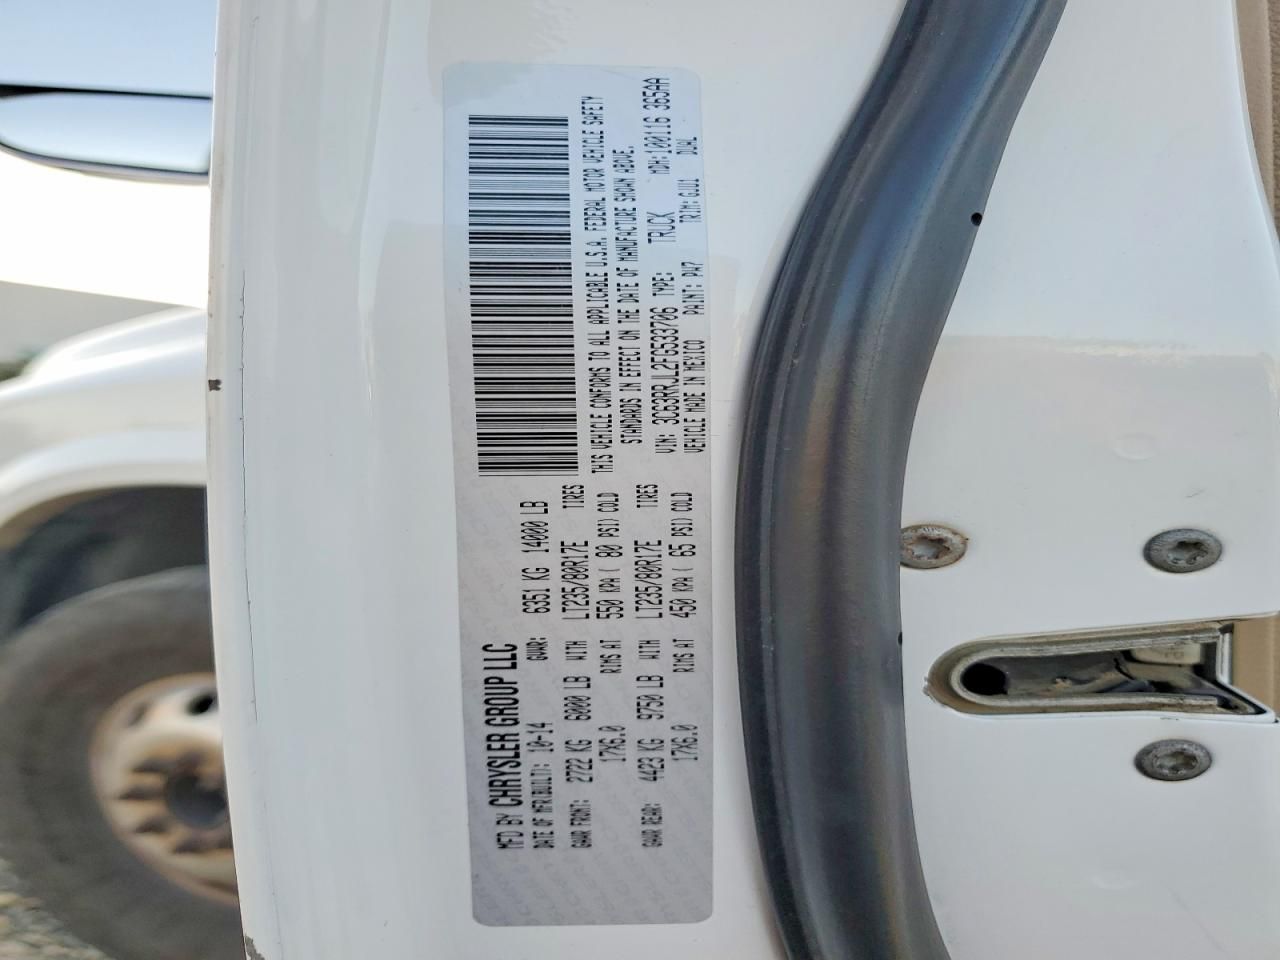 MFD BY CHRYSLER GROUP LLC
DATE OF MFR(BUILT): 10-14 GVWR: 6351 KG 14000 LB
GAWR FRONT: 2722 KG 6000 LB WITH LT235/80R17E TIRES
17X6.0 RIMS AT 550 KPA ( 80 PSI) COLD
GAWR REAR: 4423 KG 9750 LB WITH LT235/80R17E TIRES
17X6.0 RIMS AT 450 KPA ( 65 PSI) COLD
THIS VEHICLE CONFORMS TO ALL APPLICABLE U.S.A. FEDERAL MOTOR VEHICLE SAFETY
STANDARDS IN EFFECT ON THE DATE OF MANUFACTURE SHOWN ABOVE.
VIN: 3C63RRJL2FG533706 TYPE: TRUCK MDH:100116 365AA
VEHICLE MADE IN MEXICO PAINT: PW7 TRIM: GJU1 DUAL